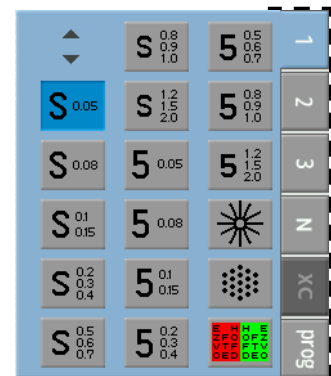 S 0.8 0.9 1.0
5 0.5 0.6 0.7
1
S 0.05
S 1.2 1.5 2.0
5 0.8 0.9 1.0
2
S 0.08
5 0.05
5 1.2 1.5 2.0
3
S 0.1 0.15
5 0.08
N
S 0.2 0.3 0.4
5 0.1 0.15
XC
S 0.5 0.6 0.7
5 0.2 0.3 0.4
E H H E
Z F O O F Z
V T F F T V
O E D D E O
prog